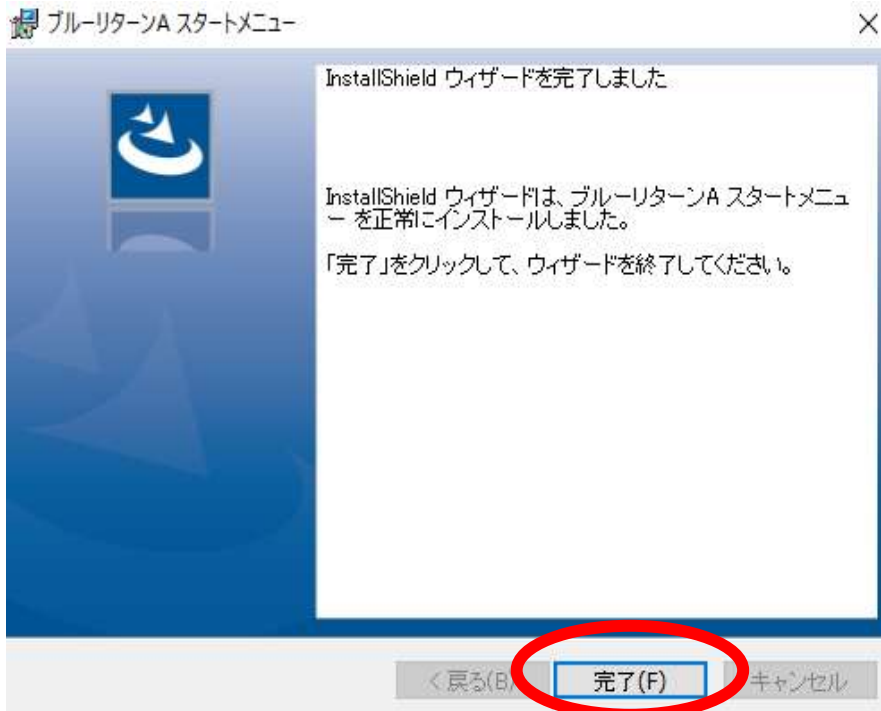 ブルーリターンA スタートメニュー
InstallShield ウィザードを完了しました
InstallShield ウィザードは、ブルーリターンA スタートメニュ
ー を正常にインストールしました。
「完了」をクリックして、ウィザードを終了してください。
< 戻る(B) 完了(F) キャンセル